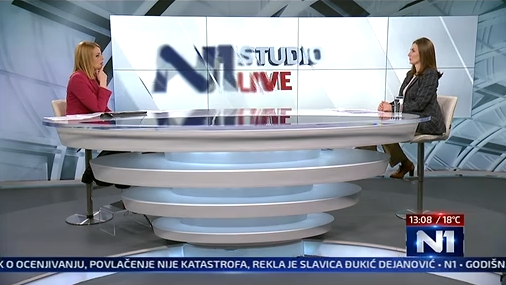 N1 STUDIO
LIVE
13:08 / 18°C
N1
K O OCENJIVANJU, POVLAČENJE NIJE KATASTROFA, REKLA JE SLAVICA ĐUKIĆ DEJANOVIĆ • N1 - GODIŠN